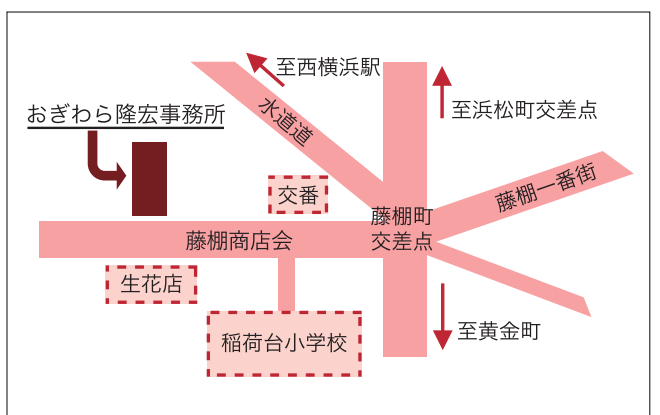 至西横浜駅
おぎわら隆宏事務所
水道道
至浜松町交差点
交番
藤棚一番街
藤棚町
交差点
藤棚商店会
生花店
稲荷台小学校
至黄金町